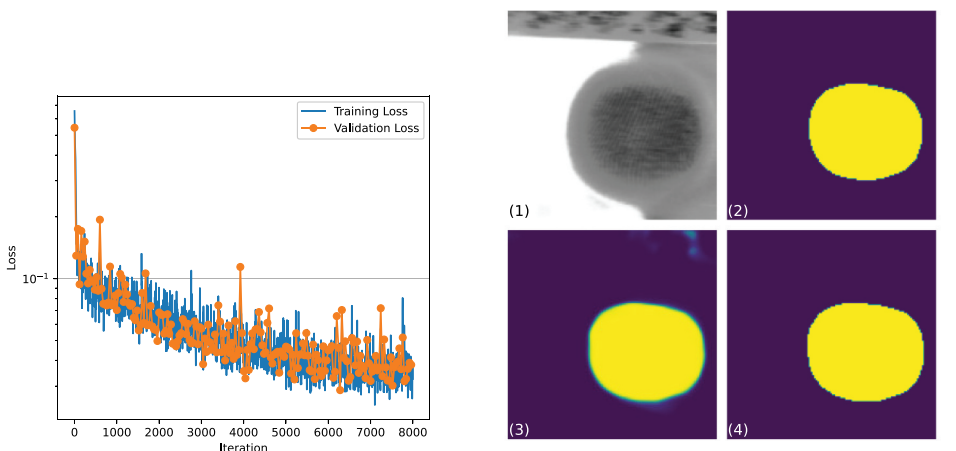 Training Loss
Validation Loss
Loss
10⁻¹
0 1000 2000 3000 4000 5000 6000 7000 8000
Iteration
(1)
(2)
(3)
(4)